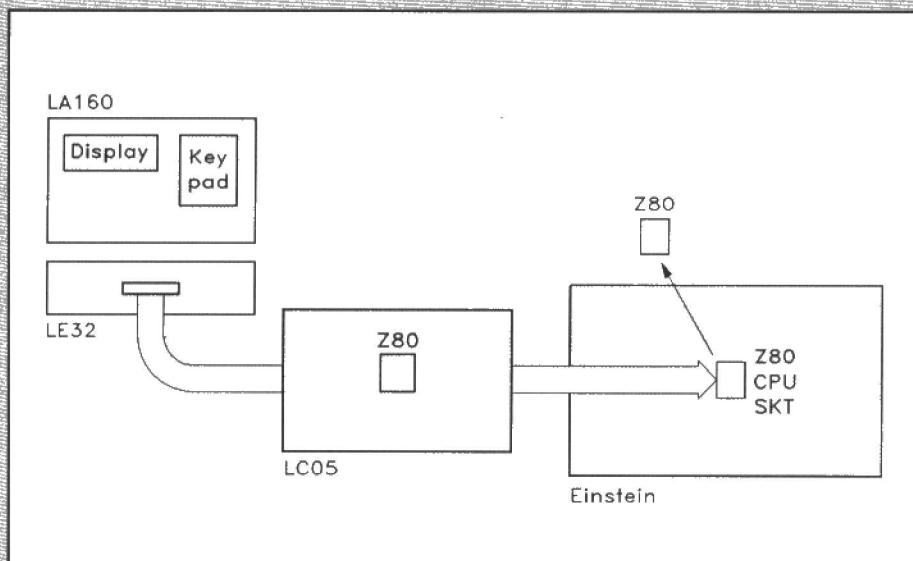 LA160
Display
Key
pad
LE32
Z80
LC05
Z80
Z80
CPU
SKT
Einstein